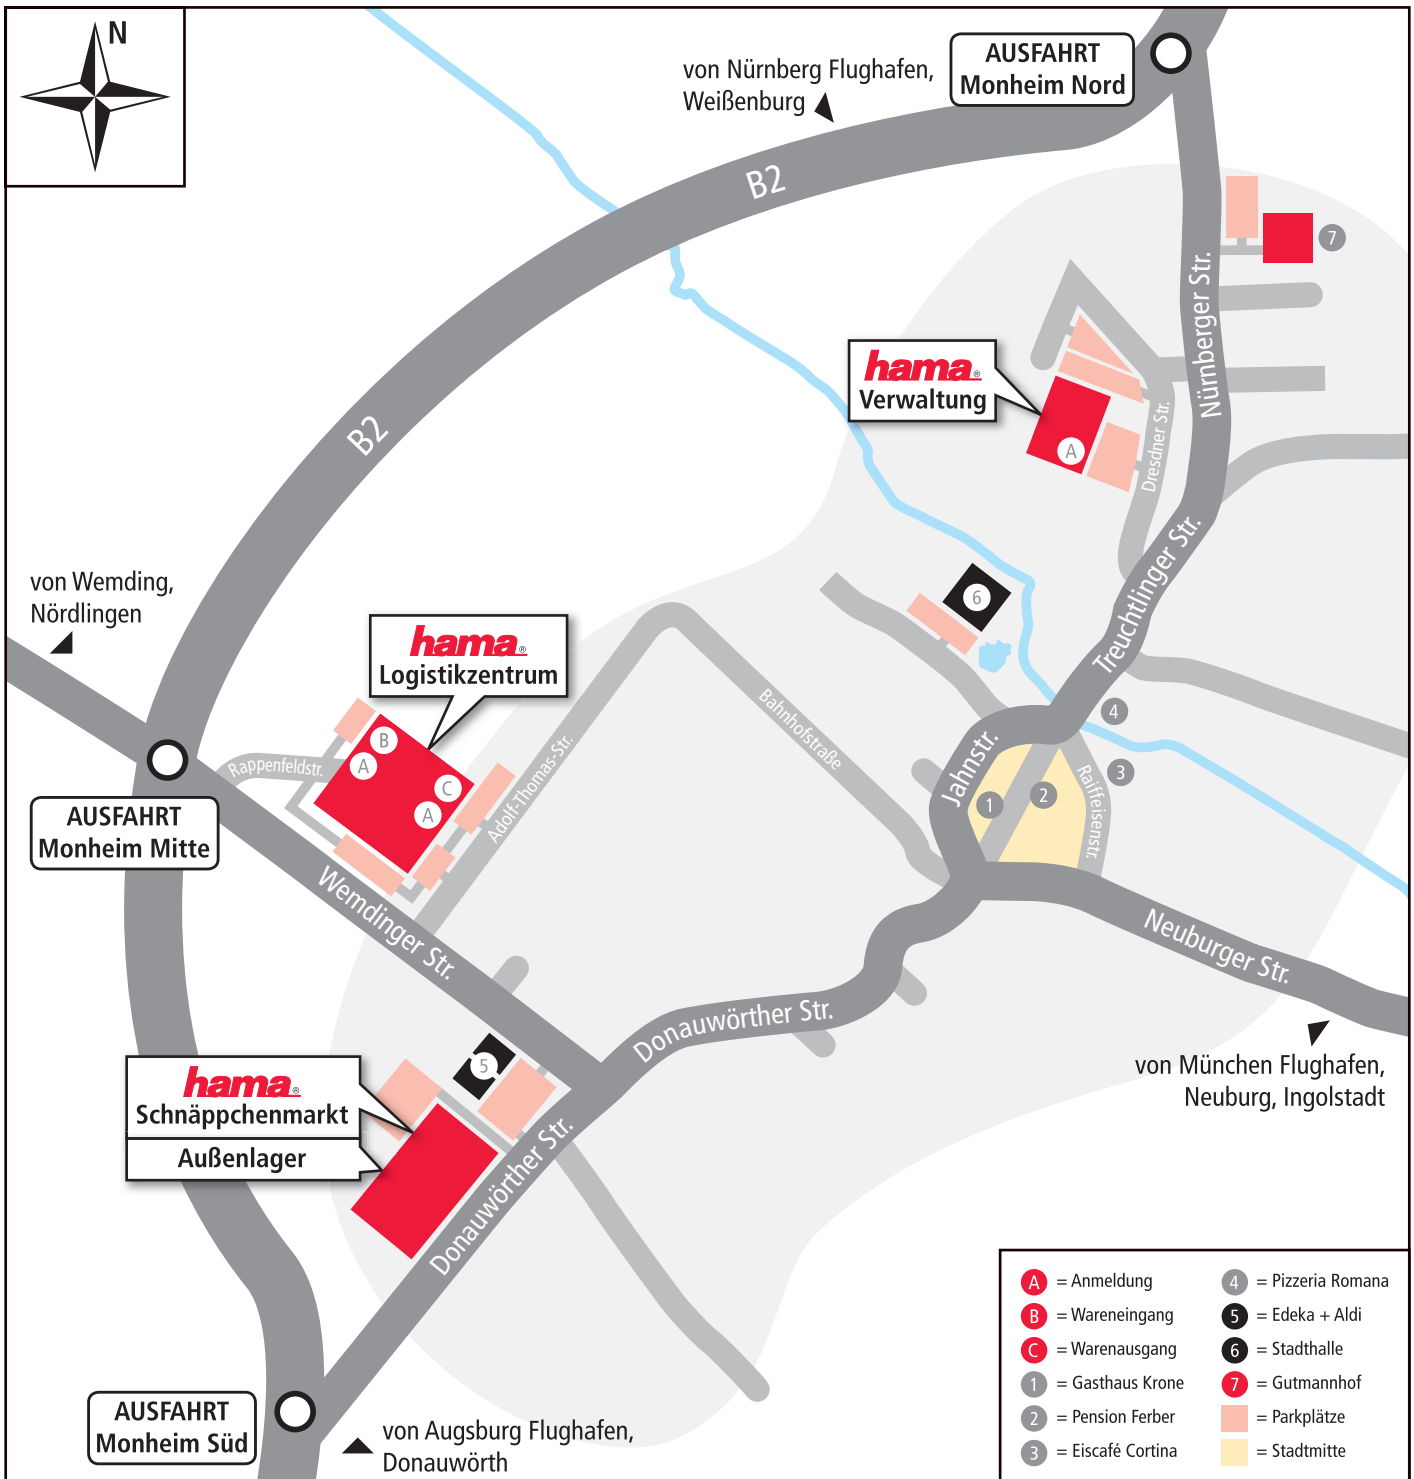 N
von Nürnberg Flughafen,
Weißenburg
AUSFAHRT
Monheim Nord
B2
7
Nürnberger Str.
hama®
Verwaltung
A
Dresdner Str.
B2
Treuchtlinger Str.
von Wemding,
Nördlingen
6
hama®
Logistikzentrum
B
A
C
A
Rappenfeldstr.
Adolf-Thomas-Str.
Bahnhofstraße
Jahnstr.
4
3
1
2
Raiffeisenstr.
AUSFAHRT
Monheim Mitte
Wemdinger Str.
Neuburger Str.
Donauwörther Str.
5
von München Flughafen,
Neuburg, Ingolstadt
hama®
Schnäppchenmarkt
Außenlager
Donauwörther Str.
AUSFAHRT
Monheim Süd
von Augsburg Flughafen,
Donauwörth
A = Anmeldung
B = Wareneingang
C = Warenausgang
1 = Gasthaus Krone
2 = Pension Ferber
3 = Eiscafé Cortina
4 = Pizzeria Romana
5 = Edeka + Aldi
6 = Stadthalle
7 = Gutmannhof
= Parkplätze
= Stadtmitte